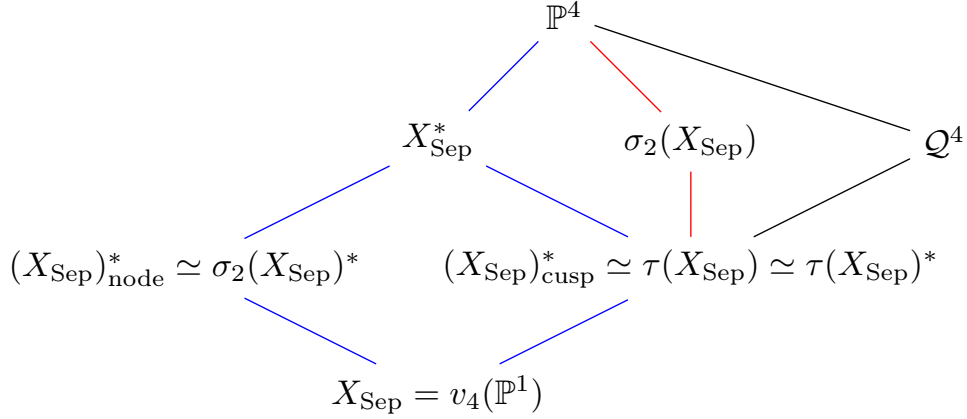 ℙ⁴
X*_Sep σ₂(X_Sep) 𝒬⁴
(X_Sep)*_node ≃ σ₂(X_Sep)* (X_Sep)*_cusp ≃ τ(X_Sep) ≃ τ(X_Sep)*
X_Sep = v₄(ℙ¹)